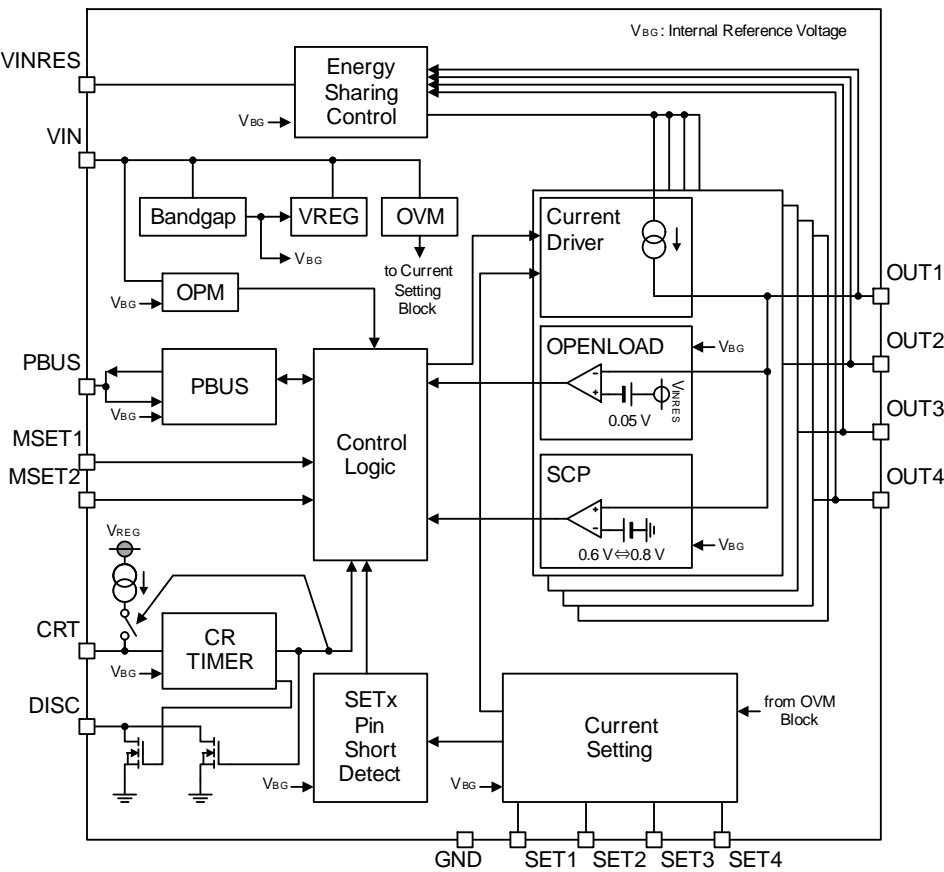 VBG : Internal Reference Voltage
VINRES
Energy
Sharing
Control
VBG
VIN
Bandgap
VREG
OVM
VBG
to Current
Setting
Block
OPM
VBG
Current
Driver
OUT1
OPENLOAD
VBG
0.05 V
VINRES
OUT2
PBUS
PBUS
VBG
OUT3
MSET1
Control
Logic
MSET2
SCP
0.6 V⇔0.8 V
VBG
OUT4
VREG
CRT
CR
TIMER
VBG
DISC
SETx
Pin
Short
Detect
VBG
Current
Setting
from OVM
Block
VBG
GND
SET1
SET2
SET3
SET4